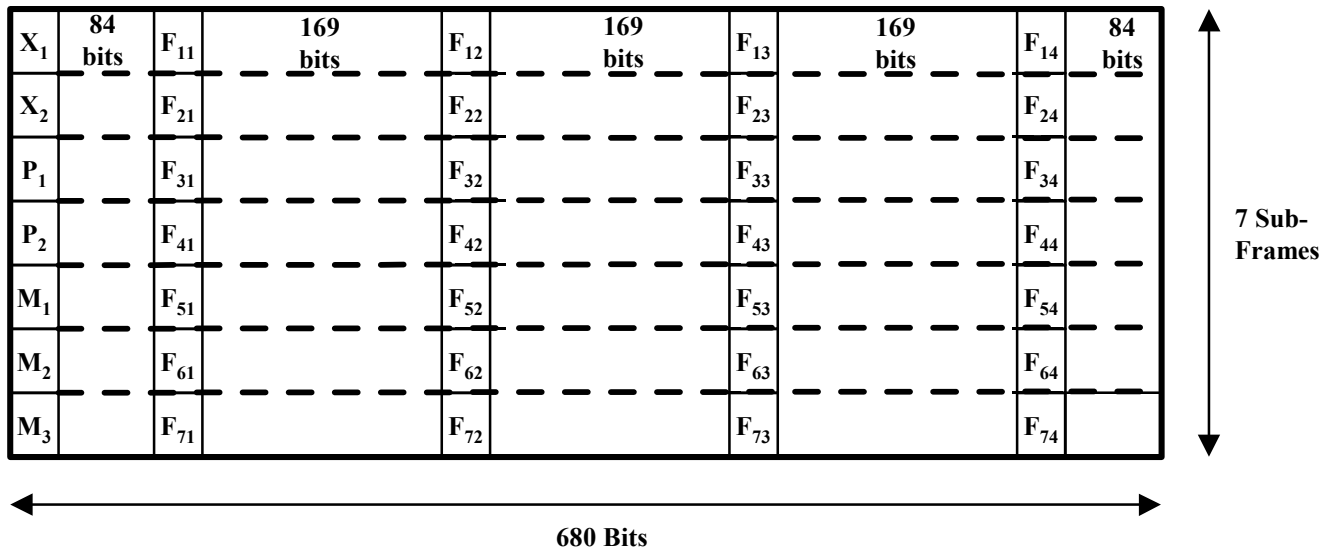 X₁ 84 bits F₁₁ 169 bits F₁₂ 169 bits F₁₃ 169 bits F₁₄ 84 bits
X₂ F₂₁ F₂₂ F₂₃ F₂₄
P₁ F₃₁ F₃₂ F₃₃ F₃₄
P₂ F₄₁ F₄₂ F₄₃ F₄₄
M₁ F₅₁ F₅₂ F₅₃ F₅₄
M₂ F₆₁ F₆₂ F₆₃ F₆₄
M₃ F₇₁ F₇₂ F₇₃ F₇₄
7 Sub-
Frames
680 Bits